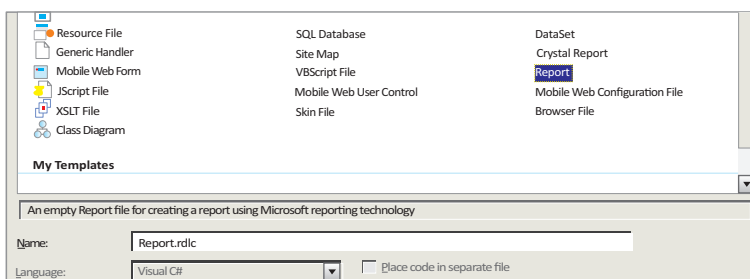 Resource File SQL Database DataSet
Generic Handler Site Map Crystal Report
Mobile Web Form VBScript File Report
JScript File Mobile Web User Control Mobile Web Configuration File
XSLT File Skin File Browser File
Class Diagram
My Templates
An empty Report file for creating a report using Microsoft reporting technology
Name: Report.rdlc
Language: Visual C# Place code in separate file